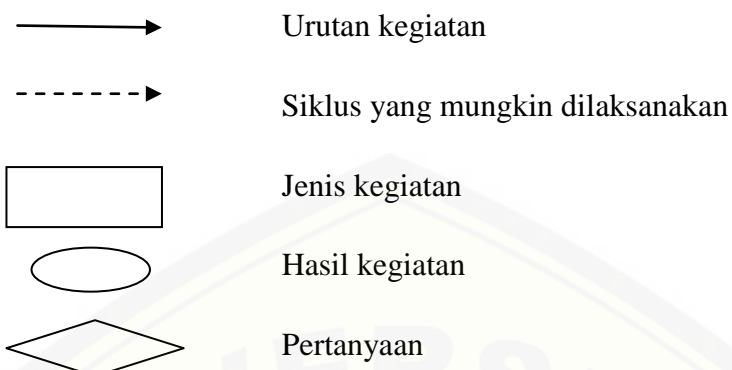 Urutan kegiatan
Siklus yang mungkin dilaksanakan
Jenis kegiatan
Hasil kegiatan
Pertanyaan